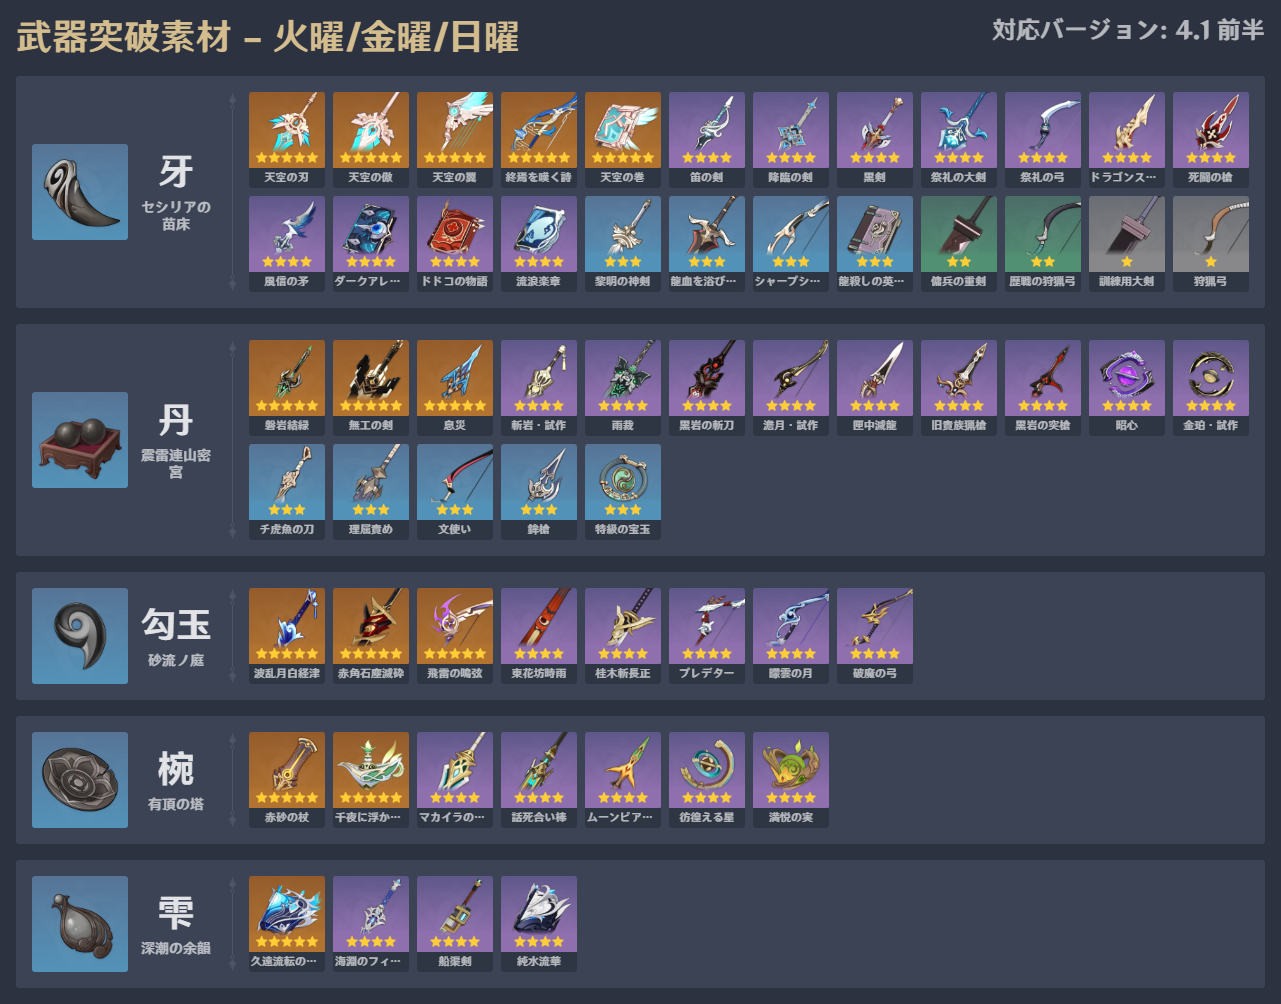 武器突破素材 – 火曜/金曜/日曜
対応バージョン: 4.1 前半
牙
セシリアの
苗床
天空の刃
天空の傲
天空の翼
終焉を嘆く詩
天空の巻
笛の剣
降臨の剣
黒剣
祭礼の大剣
祭礼の弓
ドラゴンス…
死闘の槍
風信の矛
ダークアレ…
ドドコの物語
流浪楽章
黎明の神剣
龍血を浴び…
シャープシ…
龍殺しの英…
傭兵の重剣
歴戦の狩猟弓
訓練用大剣
狩猟弓
丹
震雷連山密
宮
磐岩結緑
無工の剣
息災
斬岩・試作
雨裁
黒岩の斬刀
澹月・試作
匣中滅龍
旧貴族猟槍
黒岩の突槍
昭心
金珀・試作
チ虎魚の刀
理屈責め
文使い
鉾槍
特級の宝玉
勾玉
砂流ノ庭
波乱月白経津
赤角石塵滅砕
飛雷の鳴弦
東花坊時雨
桂木斬長正
プレデター
曚雲の月
破魔の弓
椀
有頂の塔
赤砂の杖
千夜に浮か…
マカイラの…
話死合い棒
ムーンピア…
彷徨える星
満悦の実
雫
深潮の余韻
久遠流転の…
海淵のフィ…
船渠剣
純水流華